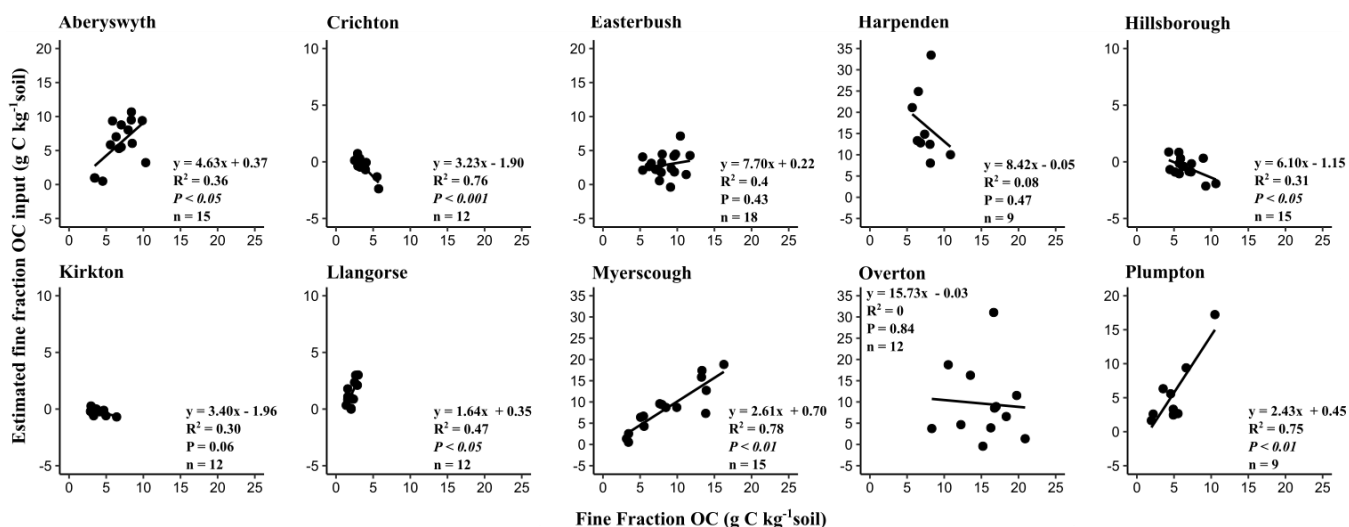 Aberyswyth
Crichton
Easterbush
Harpenden
Hillsborough
Estimated fine fraction OC input (g C kg⁻¹soil)
20
15
10
5
0
-5
y = 4.63x + 0.37
R² = 0.36
P < 0.05
n = 15
0 5 10 15 20 25
10
5
0
-5
y = 3.23x - 1.90
R² = 0.76
P < 0.001
n = 12
0 5 10 15 20 25
20
15
10
5
0
-5
y = 7.70x + 0.22
R² = 0.4
P = 0.43
n = 18
0 5 10 15 20 25
35
30
25
20
15
10
5
0
-5
y = 8.42x - 0.05
R² = 0.08
P = 0.47
n = 9
0 5 10 15 20 25
10
5
0
-5
y = 6.10x - 1.15
R² = 0.31
P < 0.05
n = 15
0 5 10 15 20 25
Kirkton
Llangorse
Myerscough
Overton
Plumpton
10
5
0
-5
y = 3.40x - 1.96
R² = 0.30
P = 0.06
n = 12
0 5 10 15 20 25
10
5
0
-5
y = 1.64x + 0.35
R² = 0.47
P < 0.05
n = 12
0 5 10 15 20 25
35
30
25
20
15
10
5
0
-5
y = 2.61x + 0.70
R² = 0.78
P < 0.01
n = 15
0 5 10 15 20 25
35
30
25
20
15
10
5
0
-5
y = 15.73x - 0.03
R² = 0
P = 0.84
n = 12
0 5 10 15 20 25
20
15
10
5
0
-5
y = 2.43x + 0.45
R² = 0.75
P < 0.01
n = 9
0 5 10 15 20 25
Fine Fraction OC (g C kg⁻¹soil)